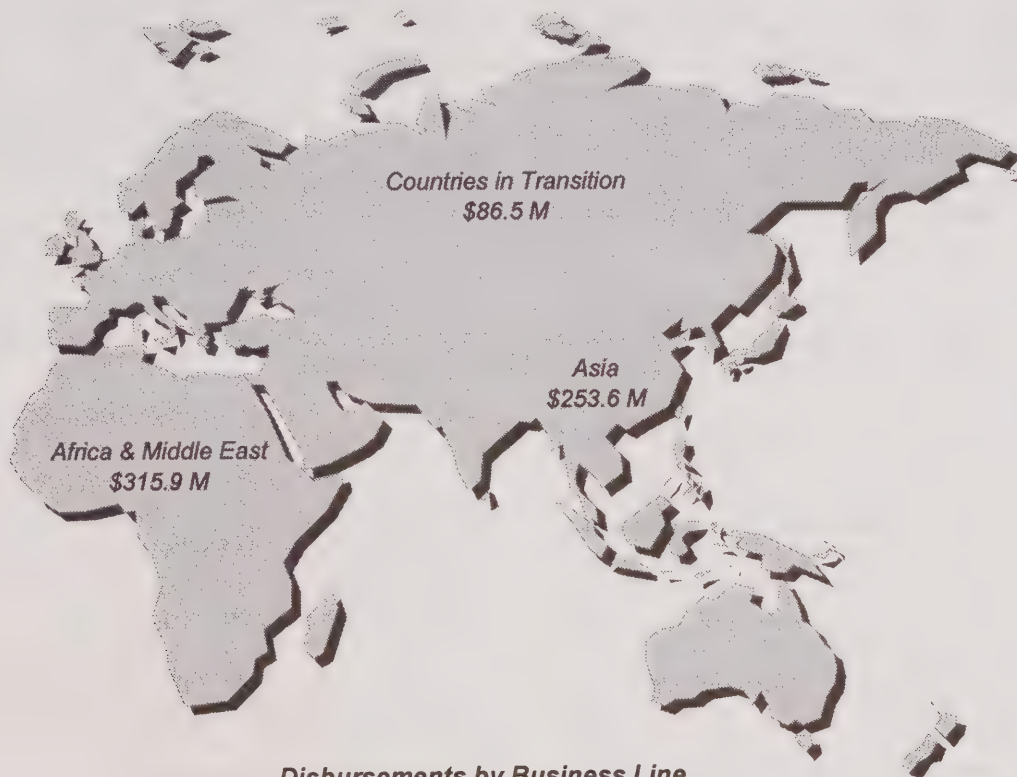 Countries in Transition
$86.5 M
Asia
$253.6 M
Africa & Middle East
$315.9 M
Disbursements by Business Line